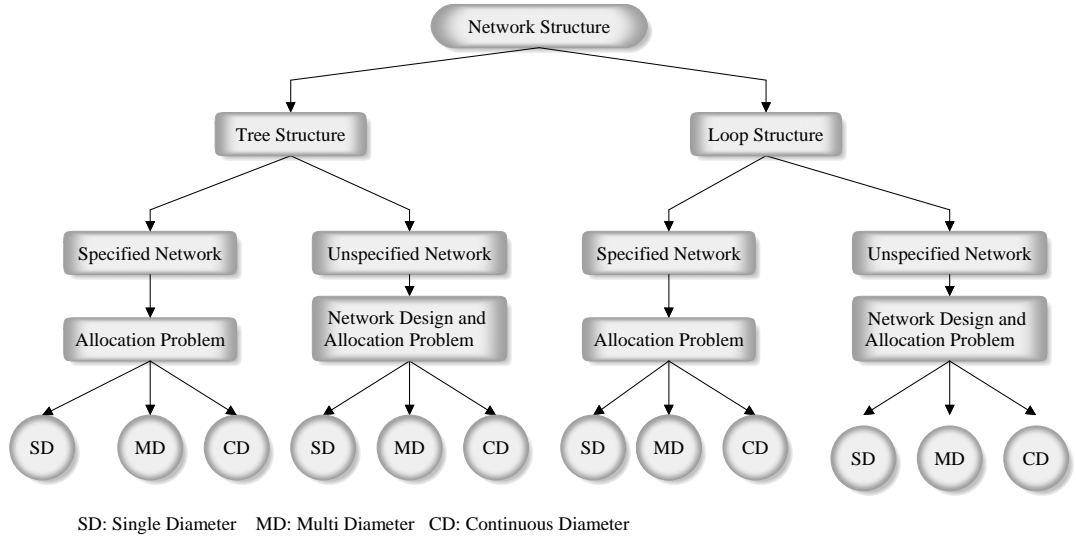 Network Structure
Tree Structure
Loop Structure
Specified Network
Unspecified Network
Specified Network
Unspecified Network
Allocation Problem
Network Design and
Allocation Problem
Allocation Problem
Network Design and
Allocation Problem
SD
MD
CD
SD
MD
CD
SD
MD
CD
SD
MD
CD
SD: Single Diameter MD: Multi Diameter CD: Continuous Diameter